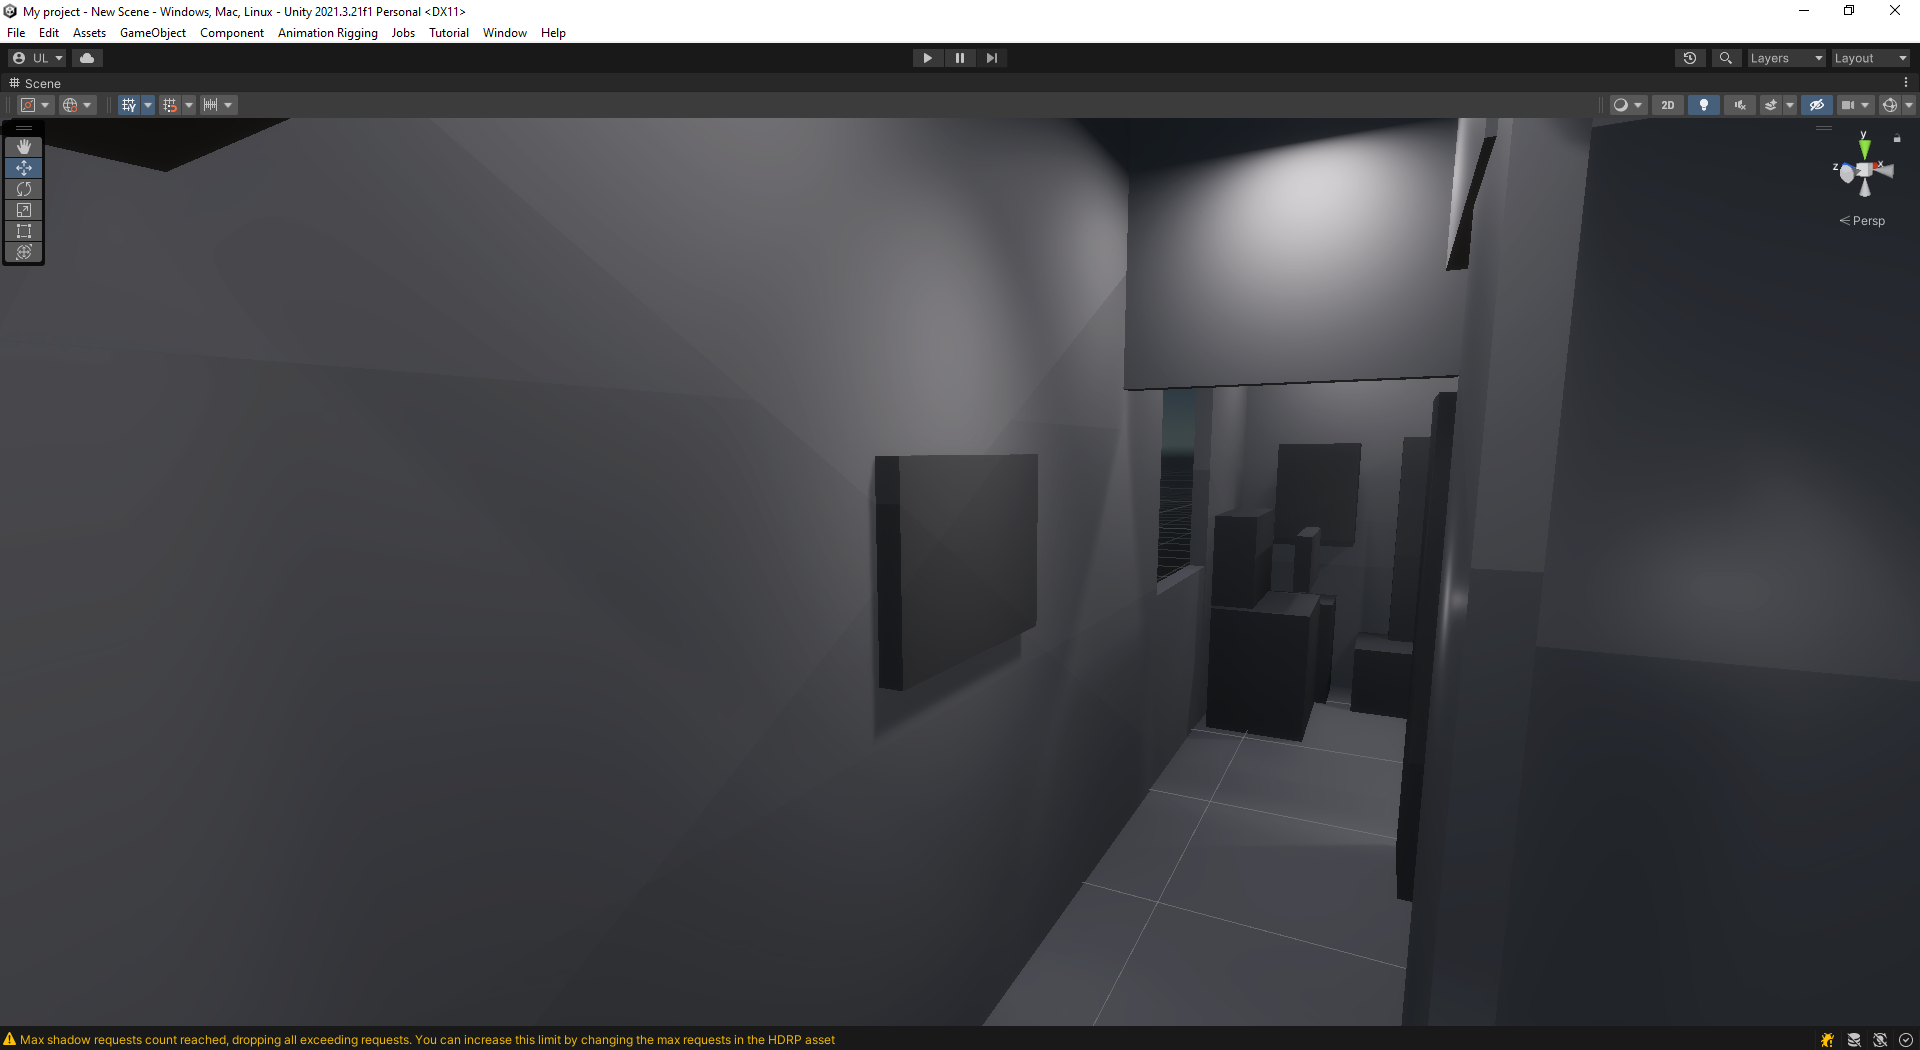 My project - New Scene - Windows, Mac, Linux - Unity 2021.3.21f1 Personal <DX11>
File Edit Assets GameObject Component Animation Rigging Jobs Tutorial Window Help
UL Layers Layout
Scene
2D
y
z x
Persp
Max shadow requests count reached, dropping all exceeding requests. You can increase this limit by changing the max requests in the HDRP asset